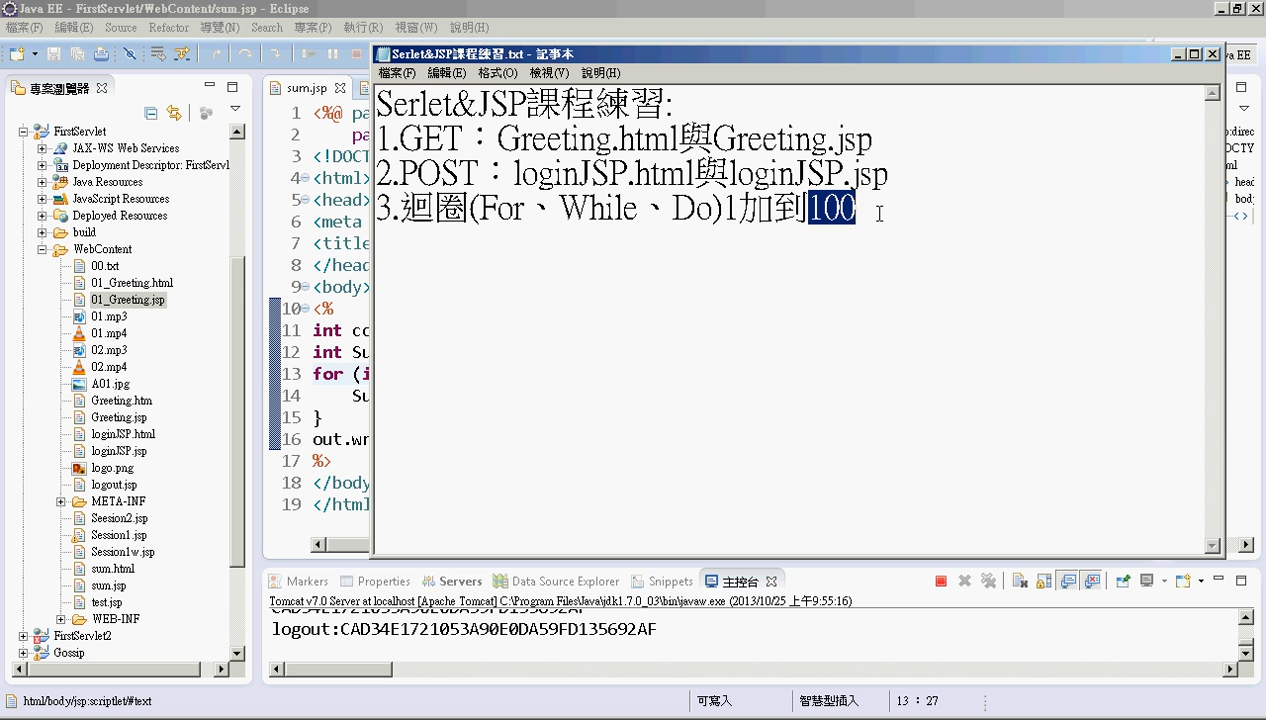 Java EE - FirstServlet/WebContent/sum.jsp - Eclipse
檔案(F) 編輯(E) Source Refactor 導覽(N) Search 專案(P) 執行(R) 視窗(W) 說明(H)
專案瀏覽器
FirstServlet
JAX-WS Web Services
Deployment Descriptor: FirstServl
Java Resources
JavaScript Resources
Deployed Resources
build
WebContent
00.txt
01_Greeting.html
01_Greeting.jsp
01.mp3
01.mp4
02.mp3
02.mp4
A01.jpg
Greeting.htm
Greeting.jsp
loginJSP.html
loginJSP.jsp
logo.png
logout.jsp
META-INF
Seesion2.jsp
Session1.jsp
Session1w.jsp
sum.html
sum.jsp
test.jsp
WEB-INF
FirstServlet2
Gossip
sum.jsp
1 <%@ pa
2 pa
3 <!DOCT
4 <html>
5 <head>
6 <meta
7 <title
8 </head
9 <body>
10 <%
11 int co
12 int Su
13 for (i
14 Su
15 }
16 out.wr
17 %>
18 </body
19 </html
Serlet&JSP課程練習.txt - 記事本
檔案(F) 編輯(E) 格式(O) 檢視(V) 說明(H)
Serlet&JSP課程練習:
1.GET：Greeting.html與Greeting.jsp
2.POST：loginJSP.html與loginJSP.jsp
3.迴圈(For、While、Do)1加到100
va EE
p:direc
OCTY
ml
head
body
<>
Markers Properties Servers Data Source Explorer Snippets 主控台
Tomcat v7.0 Server at localhost [Apache Tomcat] C:\Program Files\Java\jdk1.7.0_03\bin\javaw.exe (2013/10/25 上午9:55:16)
CAD34E1721053A90E0DA59FD135692AF
logout:CAD34E1721053A90E0DA59FD135692AF
html/body/jsp:scriptlet/#text 可寫入 智慧型插入 13 : 27